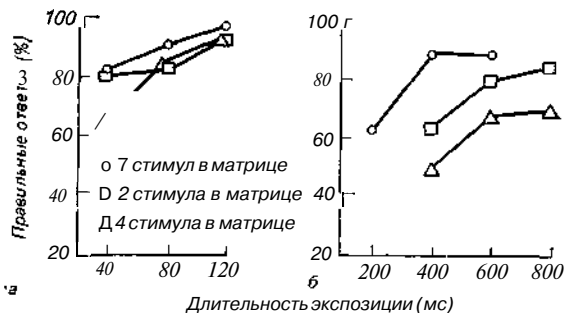 Правильные ответы (%)
100
80
60
40
20
o 7 стимул в матрице
D 2 стимула в матрице
Д 4 стимула в матрице
40 80 120
а
100 г
80
60
40
20
200 400 600 800
б
Длительность экспозиции (мс)